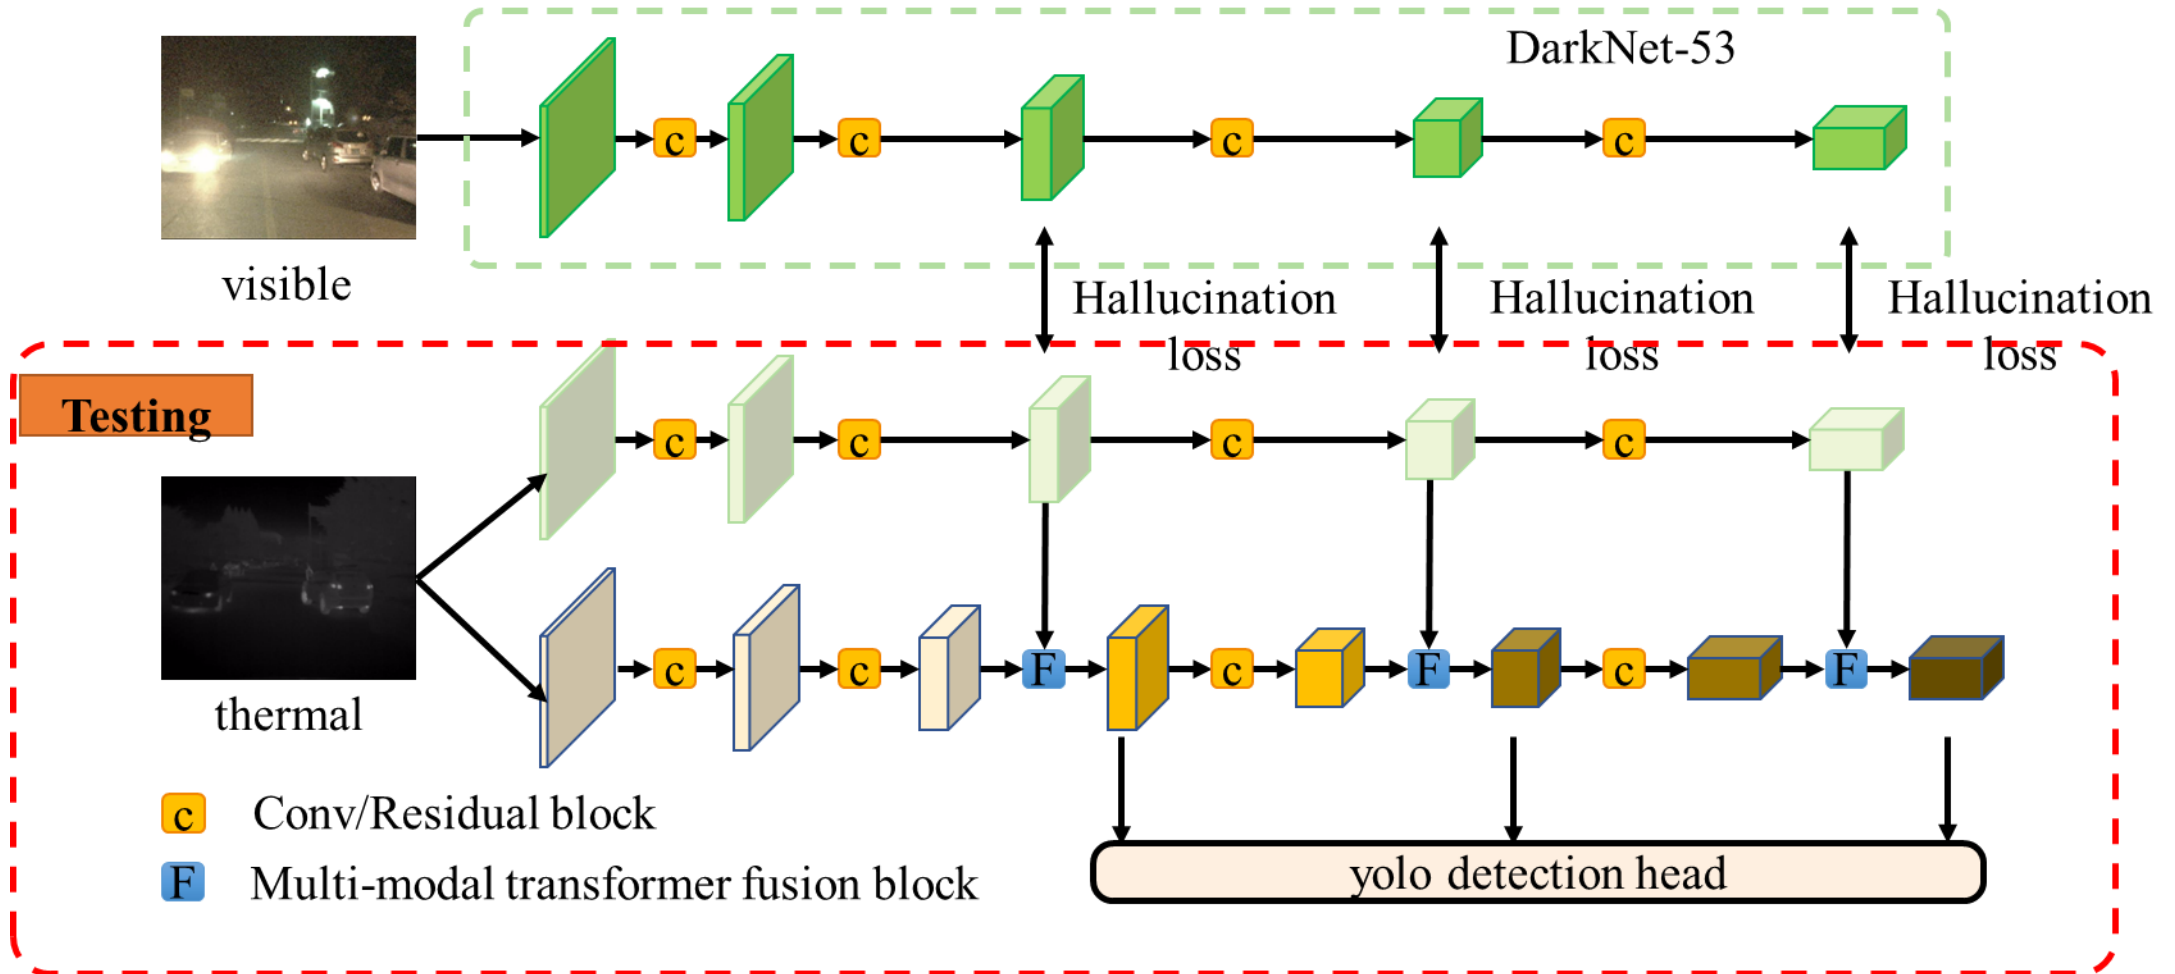 DarkNet-53
c c c c
visible
Hallucination loss
Hallucination loss
Hallucination loss
Testing
c c c c
thermal
c c F c F c F
c Conv/Residual block
F Multi-modal transformer fusion block
yolo detection head